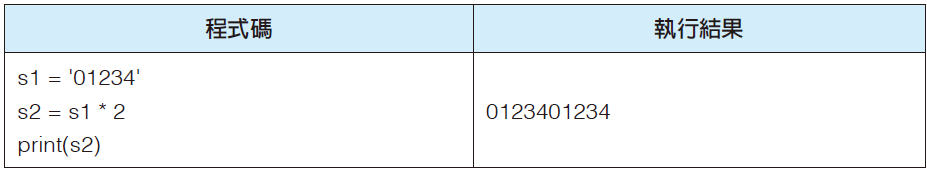 程式碼
執行結果
s1 = '01234'
s2 = s1 * 2
print(s2)
0123401234